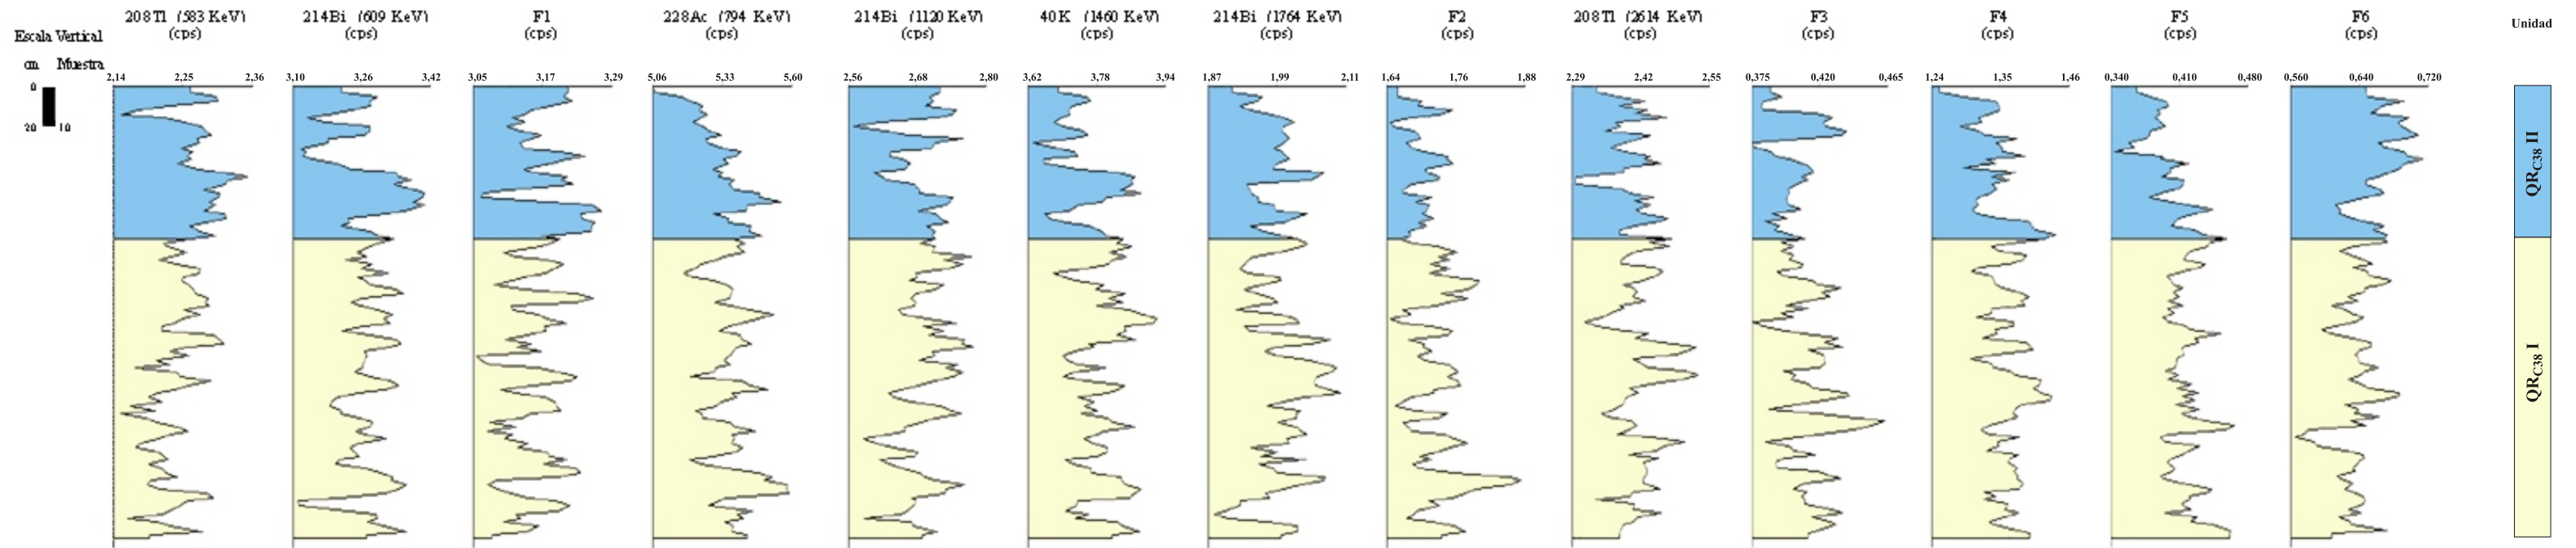 208Tl (583 KeV) 214Bi (609 KeV) F1 228Ac (794 KeV) 214Bi (1120 KeV) 40K (1460 KeV) 214Bi (1764 KeV) F2 208Tl (2614 KeV) F3 F4 F5 F6 Unidad
(cps) (cps) (cps) (cps) (cps) (cps) (cps) (cps) (cps) (cps) (cps) (cps) (cps)
Escala Vertical
cm Muestra
2,14 2,25 2,36 3,10 3,26 3,42 3,05 3,17 3,29 5,06 5,33 5,60 2,56 2,68 2,80 3,62 3,78 3,94 1,87 1,99 2,11 1,64 1,76 1,88 2,29 2,42 2,55 0,375 0,420 0,465 1,24 1,35 1,46 0,340 0,410 0,480 0,560 0,640 0,720
0
20 10
QRC38 II
QRC38 I